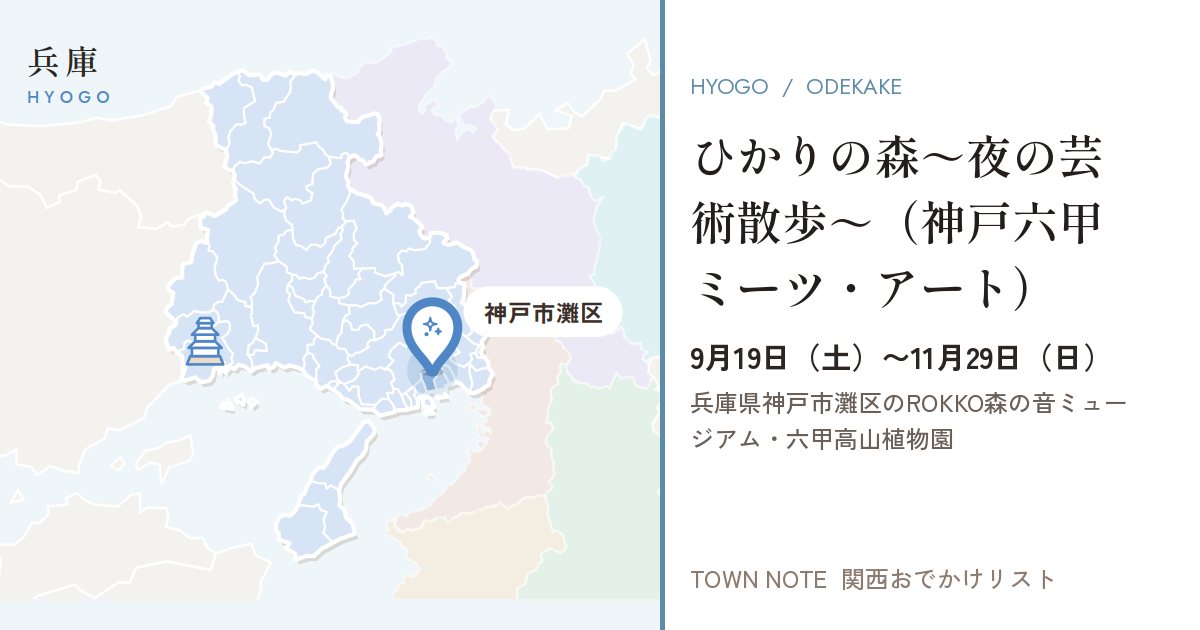 兵庫
HYOGO
神戸市灘区
HYOGO / ODEKAKE
ひかりの森～夜の芸
術散歩～（神戸六甲
ミーツ・アート）
9月19日（土）～11月29日（日）
兵庫県神戸市灘区のROKKO森の音ミュー
ジアム・六甲高山植物園
TOWN NOTE 関西おでかけリスト